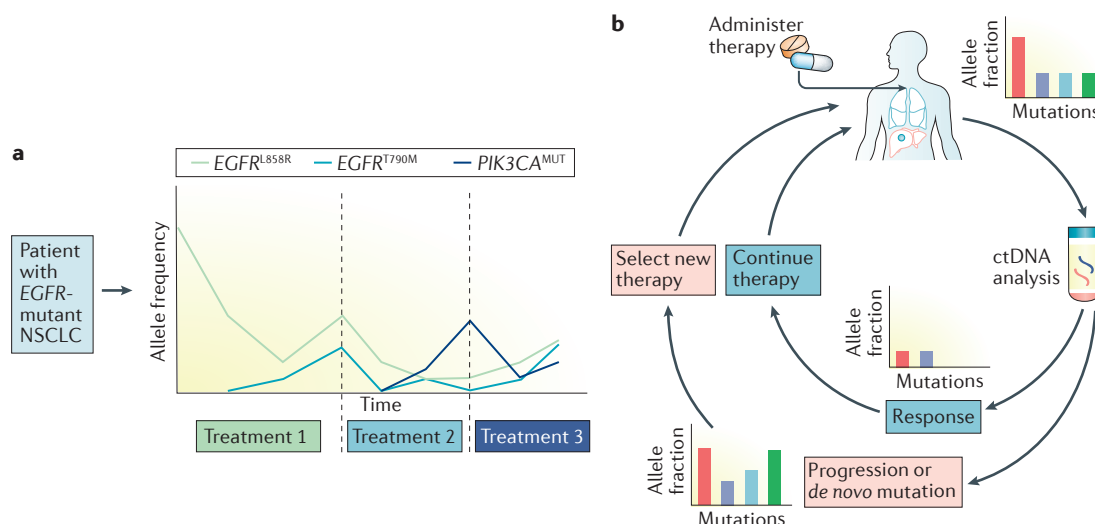 a
EGFRL858R EGFRT790M PIK3CAMUT
Patient
with
EGFR-
mutant
NSCLC
Allele frequency
Time
Treatment 1 Treatment 2 Treatment 3
b
Administer
therapy
Allele
fraction
Mutations
Select new
therapy
Continue
therapy
ctDNA
analysis
Allele
fraction
Mutations
Response
Allele
fraction
Mutations
Progression or
de novo mutation